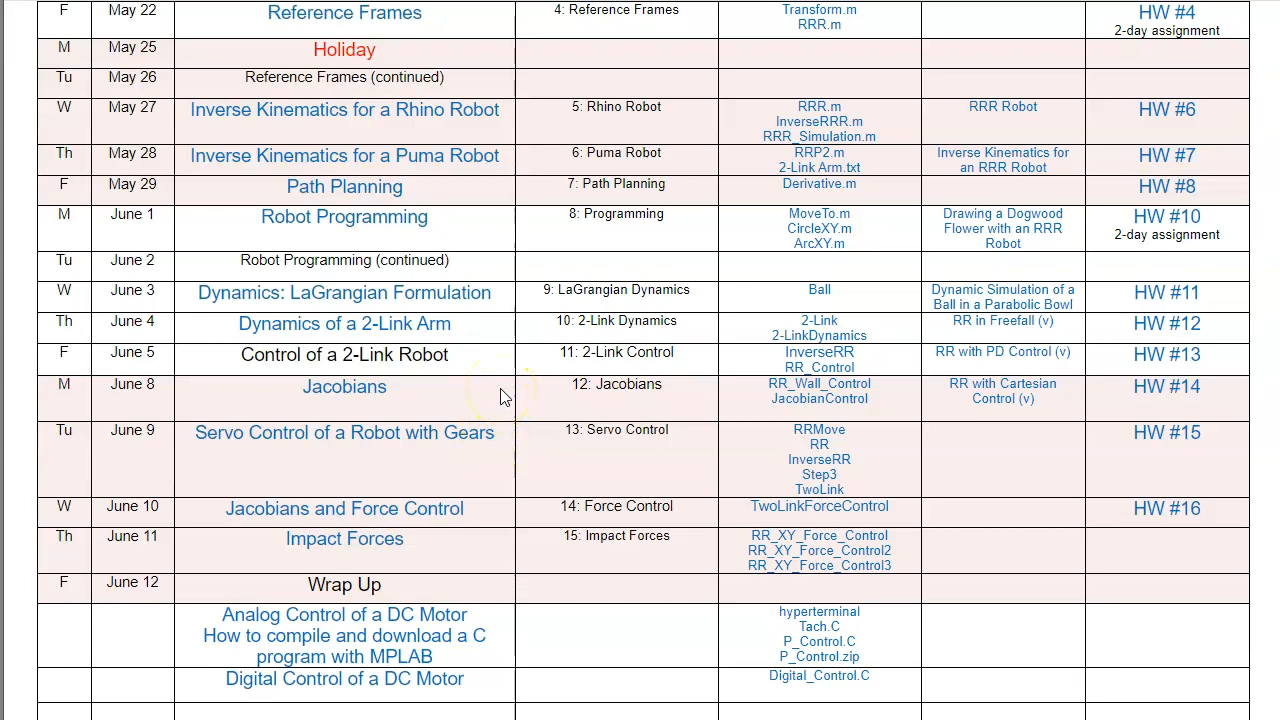 F May 22 Reference Frames 4: Reference Frames Transform.m HW #4
RRR.m 2-day assignment
M May 25 Holiday
Tu May 26 Reference Frames (continued)
W May 27 Inverse Kinematics for a Rhino Robot 5: Rhino Robot RRR.m RRR Robot HW #6
InverseRRR.m
RRR_Simulation.m
Th May 28 Inverse Kinematics for a Puma Robot 6: Puma Robot RRP2.m Inverse Kinematics for HW #7
2-Link Arm.txt an RRR Robot
F May 29 Path Planning 7: Path Planning Derivative.m HW #8
M June 1 Robot Programming 8: Programming MoveTo.m Drawing a Dogwood HW #10
CircleXY.m Flower with an RRR 2-day assignment
ArcXY.m Robot
Tu June 2 Robot Programming (continued)
W June 3 Dynamics: LaGrangian Formulation 9: LaGrangian Dynamics Ball Dynamic Simulation of a HW #11
Ball in a Parabolic Bowl
Th June 4 Dynamics of a 2-Link Arm 10: 2-Link Dynamics 2-Link RR in Freefall (v) HW #12
2-LinkDynamics
F June 5 Control of a 2-Link Robot 11: 2-Link Control InverseRR RR with PD Control (v) HW #13
RR_Control
M June 8 Jacobians 12: Jacobians RR_Wall_Control RR with Cartesian HW #14
JacobianControl Control (v)
Tu June 9 Servo Control of a Robot with Gears 13: Servo Control RRMove HW #15
RR
InverseRR
Step3
TwoLink
W June 10 Jacobians and Force Control 14: Force Control TwoLinkForceControl HW #16
Th June 11 Impact Forces 15: Impact Forces RR_XY_Force_Control
RR_XY_Force_Control2
RR_XY_Force_Control3
F June 12 Wrap Up
Analog Control of a DC Motor hyperterminal
How to compile and download a C Tach.C
program with MPLAB P_Control.C
P_Control.zip
Digital Control of a DC Motor Digital_Control.C